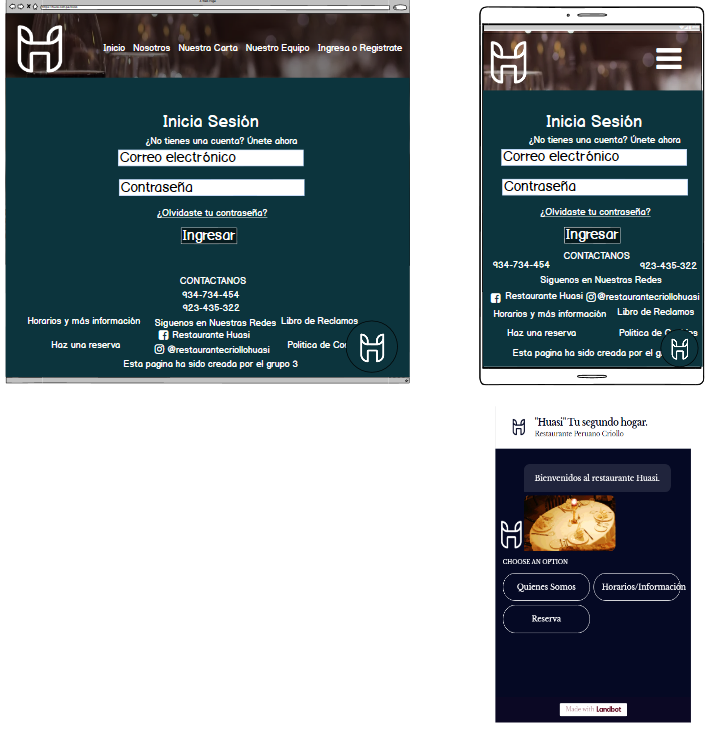 Inicio Nosotros Nuestra Carta Nuestro Equipo Ingresa o Registrate
Inicia Sesión
¿No tienes una cuenta? Únete ahora
Correo electrónico
Contraseña
¿Olvidaste tu contraseña?
Ingresar
CONTACTANOS
934-734-454
923-435-322
Horarios y más información
Siguenos en Nuestras Redes
Libro de Reclamos
Restaurante Huasi
Haz una reserva
@restaurantecriollohuasi
Politica de
Esta pagina ha sido creada por el grupo 3
Inicia Sesión
¿No tienes una cuenta? Únete ahora
Correo electrónico
Contraseña
¿Olvidaste tu contraseña?
Ingresar
CONTACTANOS
934-734-454
923-435-322
Siguenos en Nuestras Redes
Restaurante Huasi
@restaurantecriollohuasi
Horarios y más información
Libro de Reclamos
Haz una reserva
Politica de
Esta pagina ha sido creada por el
"Huasi" Tu segundo hogar.
Restaurante Peruano Criollo
Bienvenidos al restaurante Huasi.
CHOOSE AN OPTION
Quienes Somos
Horarios/Información
Reserva
Made with Landbot